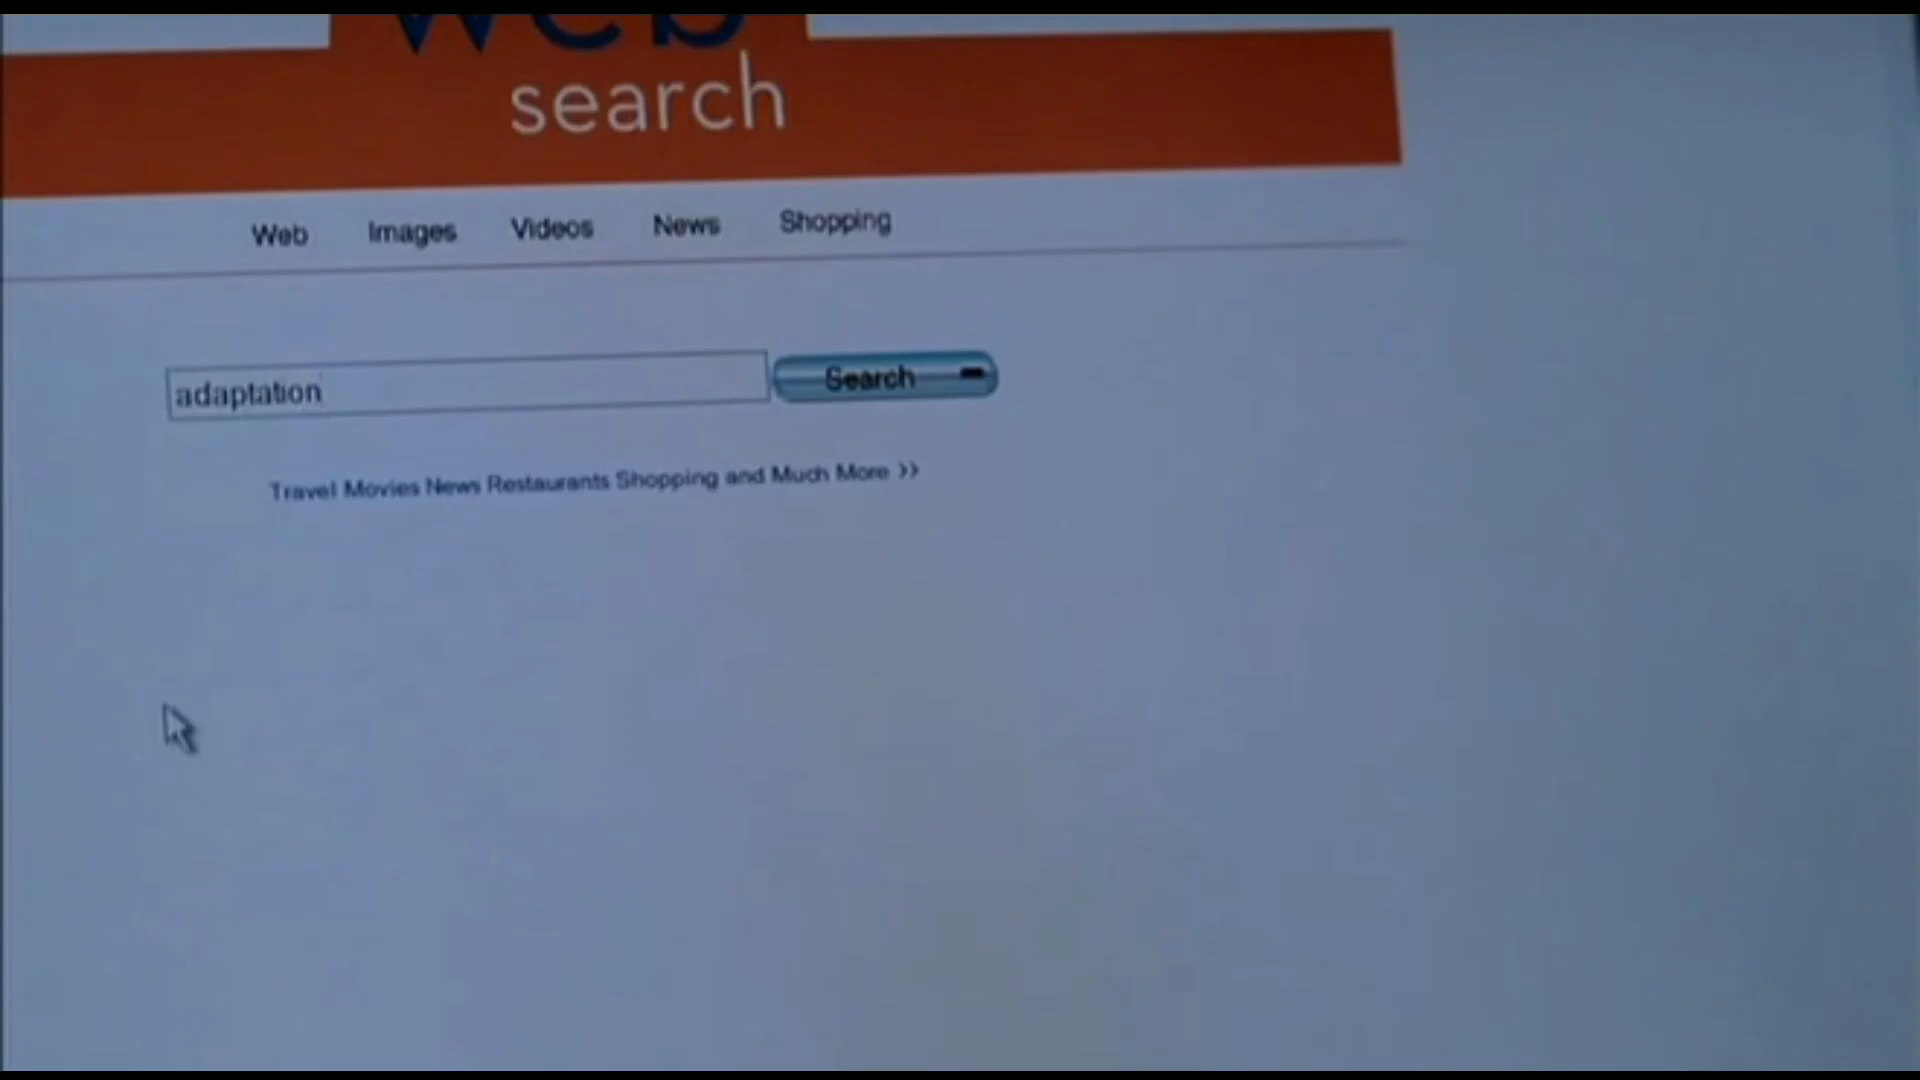 web
search
Web Images Videos News Shopping
adaptation
Search
Travel Movies News Restaurants Shopping and Much More >>